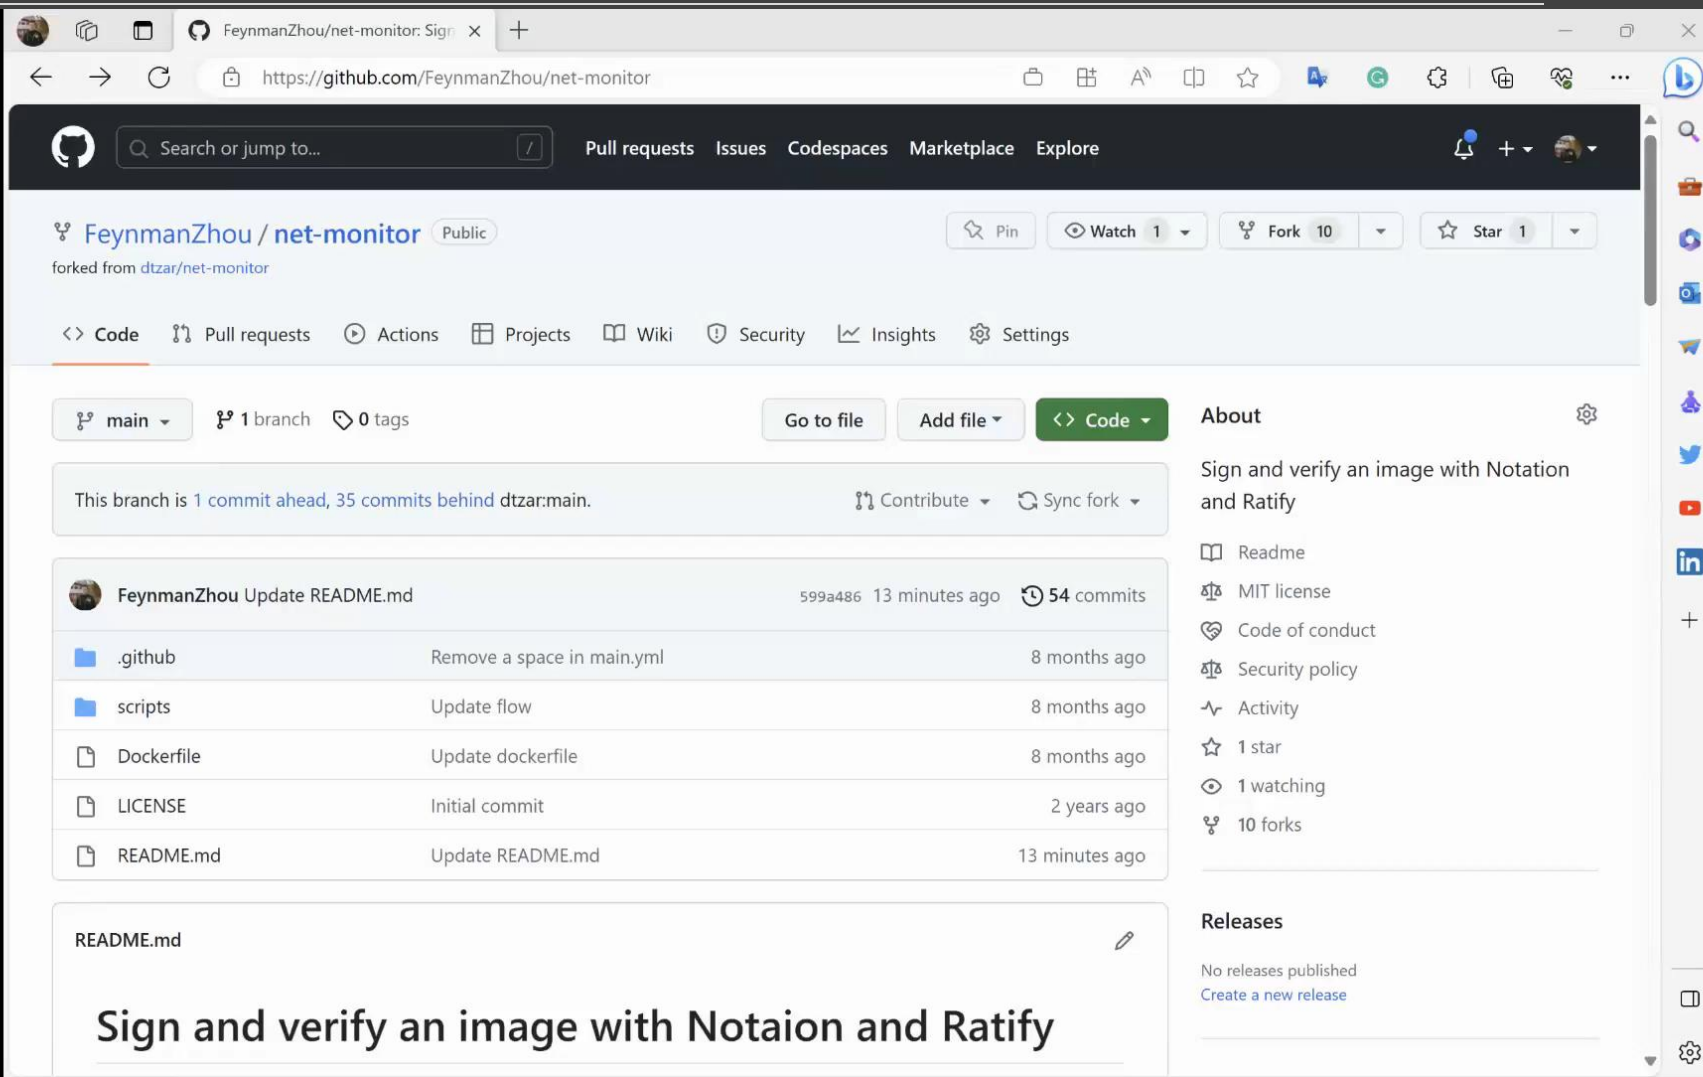 FeynmanZhou/net-monitor: Sign
https://github.com/FeynmanZhou/net-monitor
Search or jump to... /
Pull requests Issues Codespaces Marketplace Explore
FeynmanZhou / net-monitor Public
Pin Watch 1 Fork 10 Star 1
forked from dtzar/net-monitor
Code Pull requests Actions Projects Wiki Security Insights Settings
main 1 branch 0 tags Go to file Add file Code
This branch is 1 commit ahead, 35 commits behind dtzar:main. Contribute Sync fork
FeynmanZhou Update README.md 599a486 13 minutes ago 54 commits
.github Remove a space in main.yml 8 months ago
scripts Update flow 8 months ago
Dockerfile Update dockerfile 8 months ago
LICENSE Initial commit 2 years ago
README.md Update README.md 13 minutes ago
README.md
Sign and verify an image with Notaion and Ratify
About
Sign and verify an image with Notation
and Ratify
Readme
MIT license
Code of conduct
Security policy
Activity
1 star
1 watching
10 forks
Releases
No releases published
Create a new release